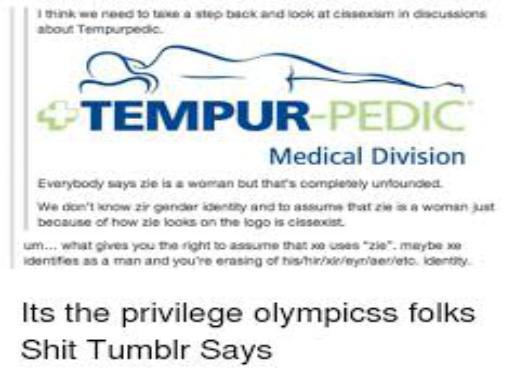 I think we need to take a step back and look at cissexism in discussions
about Tempurpedic.
TEMPUR-PEDIC
Medical Division
Everybody says zie is a woman but that's completely unfounded.
We don't know zir gender identity and to assume that zie is a woman just
because of how zie looks on the logo is cissexist.
um... what gives you the right to assume that xe uses "zie". maybe xe
identifies as a man and you're erasing of his/hir/xir/eyr/aer/etc. identity.
Its the privilege olympicss folks
Shit Tumblr Says